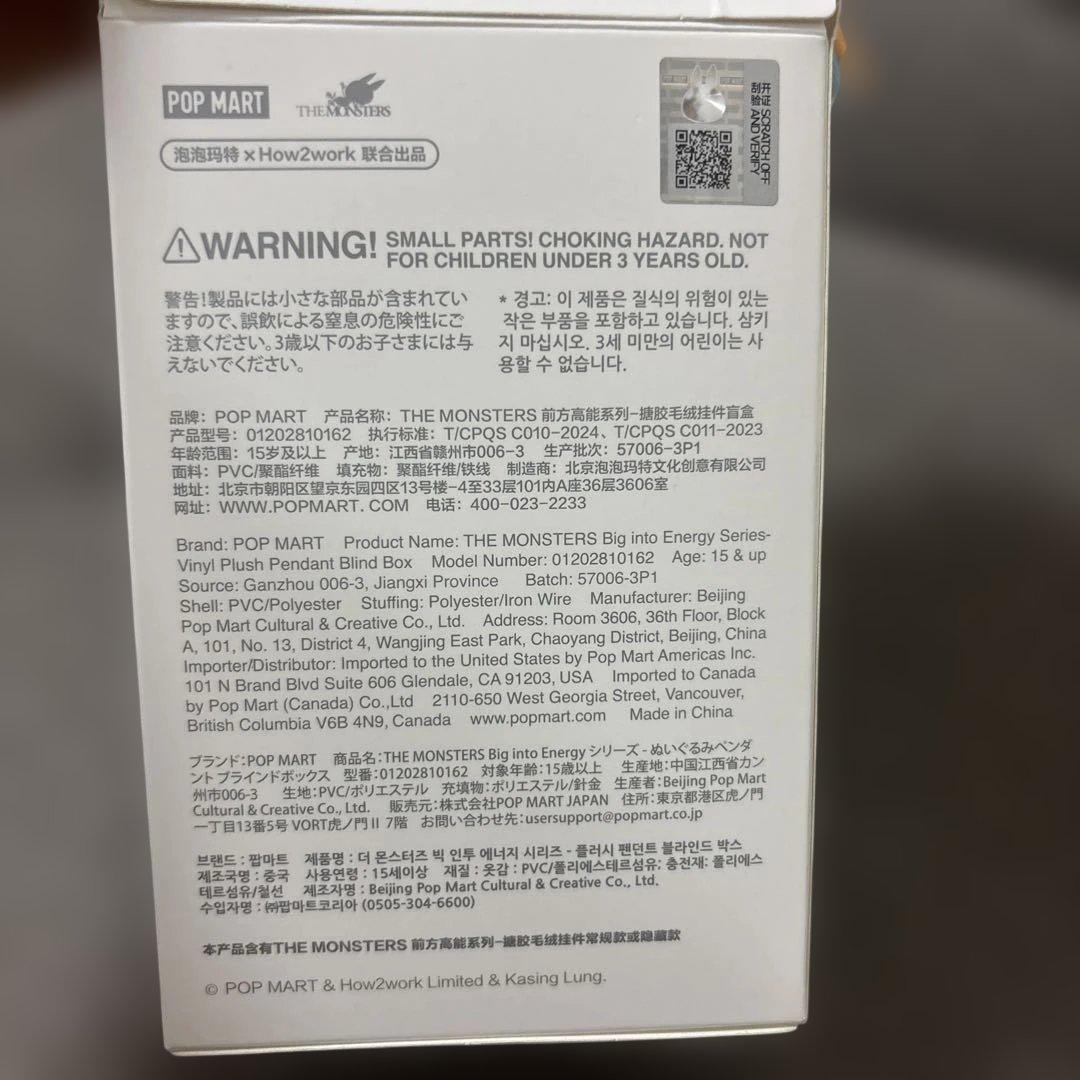 POP MART
THE MONSTERS
泡泡玛特×How2work 联合出品
刮开验证 SCRATCH OFF AND VERIFY
WARNING! SMALL PARTS! CHOKING HAZARD. NOT
FOR CHILDREN UNDER 3 YEARS OLD.
警告!製品には小さな部品が含まれてい
ますので、誤飲による窒息の危険性にご
注意ください。3歳以下のお子さまには与
えないでください。
* 경고: 이 제품은 질식의 위험이 있는
작은 부품을 포함하고 있습니다. 삼키
지 마십시오. 3세 미만의 어린이는 사
용할 수 없습니다.
品牌: POP MART 产品名称: THE MONSTERS 前方高能系列-搪胶毛绒挂件盲盒
产品型号: 01202810162 执行标准: T/CPQS C010-2024、T/CPQS C011-2023
年龄范围: 15岁及以上 产地: 江西省赣州市006-3 生产批次: 57006-3P1
面料: PVC/聚酯纤维 填充物: 聚酯纤维/铁线 制造商: 北京泡泡玛特文化创意有限公司
地址: 北京市朝阳区望京东园四区13号楼-4至33层101内A座36层3606室
网址: WWW.POPMART. COM 电话: 400-023-2233
Brand: POP MART Product Name: THE MONSTERS Big into Energy Series-
Vinyl Plush Pendant Blind Box Model Number: 01202810162 Age: 15 & up
Source: Ganzhou 006-3, Jiangxi Province Batch: 57006-3P1
Shell: PVC/Polyester Stuffing: Polyester/Iron Wire Manufacturer: Beijing
Pop Mart Cultural & Creative Co., Ltd. Address: Room 3606, 36th Floor, Block
A, 101, No. 13, District 4, Wangjing East Park, Chaoyang District, Beijing, China
Importer/Distributor: Imported to the United States by Pop Mart Americas Inc.
101 N Brand Blvd Suite 606 Glendale, CA 91203, USA Imported to Canada
by Pop Mart (Canada) Co.,Ltd 2110-650 West Georgia Street, Vancouver,
British Columbia V6B 4N9, Canada www.popmart.com Made in China
ブランド:POP MART 商品名:THE MONSTERS Big into Energy シリーズ - ぬいぐるみペンダ
ント ブラインドボックス 型番:01202810162 対象年齢:15歳以上 生産地:中国江西省カン
州市006-3 生地:PVC/ポリエステル 充填物:ポリエステル/針金 生産者:Beijing Pop Mart
Cultural & Creative Co., Ltd. 販売元:株式会社POP MART JAPAN 住所:東京都港区虎ノ門
一丁目13番5号 VORT虎ノ門 II 7階 お問い合わせ先:usersupport@popmart.co.jp
브랜드 : 팝마트 제품명 : 더 몬스터즈 빅 인투 에너지 시리즈 - 플러시 펜던트 블라인드 박스
제조국명 : 중국 사용연령 : 15세이상 재질 : 옷감 : PVC/폴리에스테르섬유; 충전재: 폴리에스
테르섬유/철선 제조자명 : Beijing Pop Mart Cultural & Creative Co., Ltd.
수입자명 : ㈜팝마트코리아 (0505-304-6600)
本产品含有THE MONSTERS 前方高能系列-搪胶毛绒挂件常规款或隐藏款
© POP MART & How2work Limited & Kasing Lung.